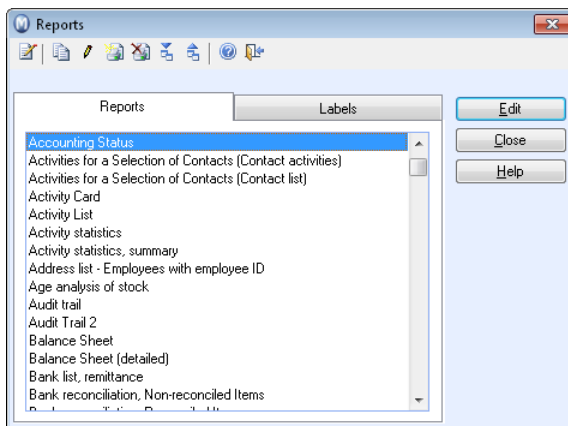 Reports
Reports
Labels
Accounting Status
Activities for a Selection of Contacts (Contact activities)
Activities for a Selection of Contacts (Contact list)
Activity Card
Activity List
Activity statistics
Activity statistics, summary
Address list - Employees with employee ID
Age analysis of stock
Audit trail
Audit Trail 2
Balance Sheet
Balance Sheet (detailed)
Bank list, remittance
Bank reconciliation, Non-reconciled Items
Edit
Close
Help